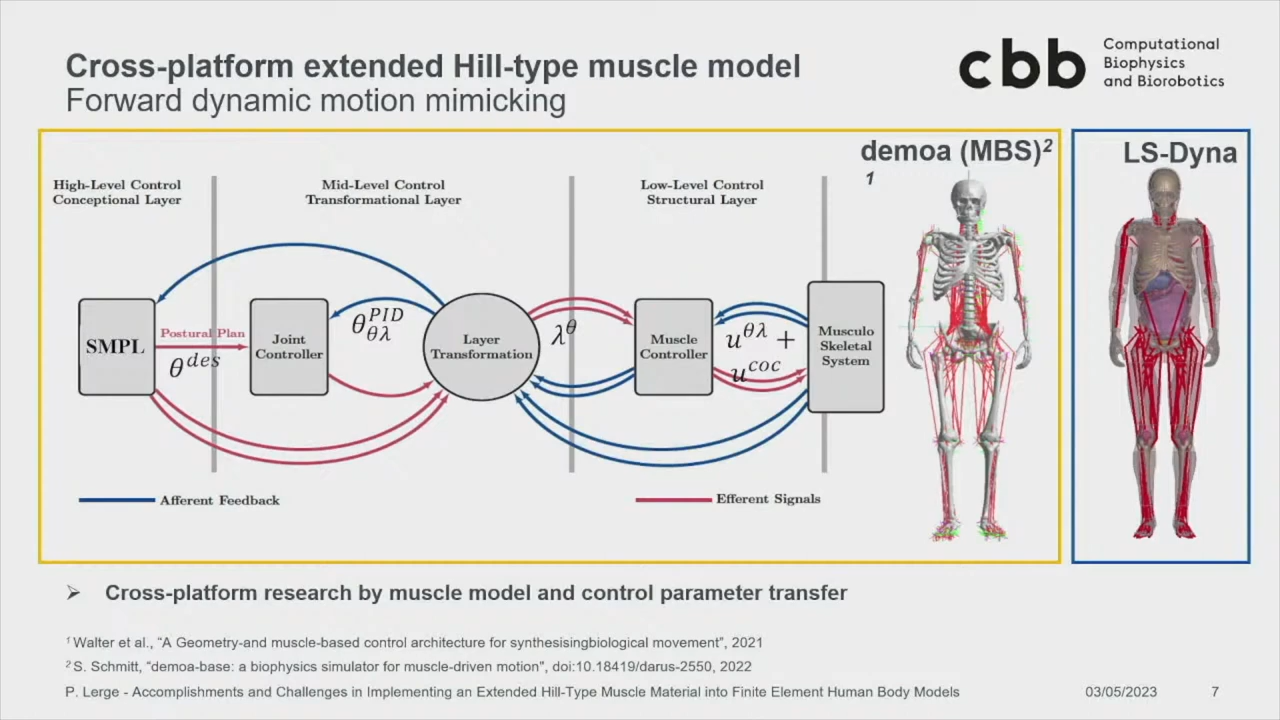 Cross-platform extended Hill-type muscle model
Forward dynamic motion mimicking
cbb
Computational
Biophysics
and Biorobotics
demoa (MBS)²
1
LS-Dyna
High-Level Control
Conceptional Layer
Mid-Level Control
Transformational Layer
Low-Level Control
Structural Layer
SMPL
Postural Plan
θ^des
Joint
Controller
θ^PID_θλ
Layer
Transformation
λ^θ
Muscle
Controller
u^θλ +
u^coc
Musculo
Skeletal
System
Afferent Feedback
Efferent Signals
➢ Cross-platform research by muscle model and control parameter transfer
¹ Walter et al., “A Geometry-and muscle-based control architecture for synthesisingbiological movement”, 2021
² S. Schmitt, “demoa-base: a biophysics simulator for muscle-driven motion”, doi:10.18419/darus-2550, 2022
P. Lerge - Accomplishments and Challenges in Implementing an Extended Hill-Type Muscle Material into Finite Element Human Body Models
03/05/2023
7